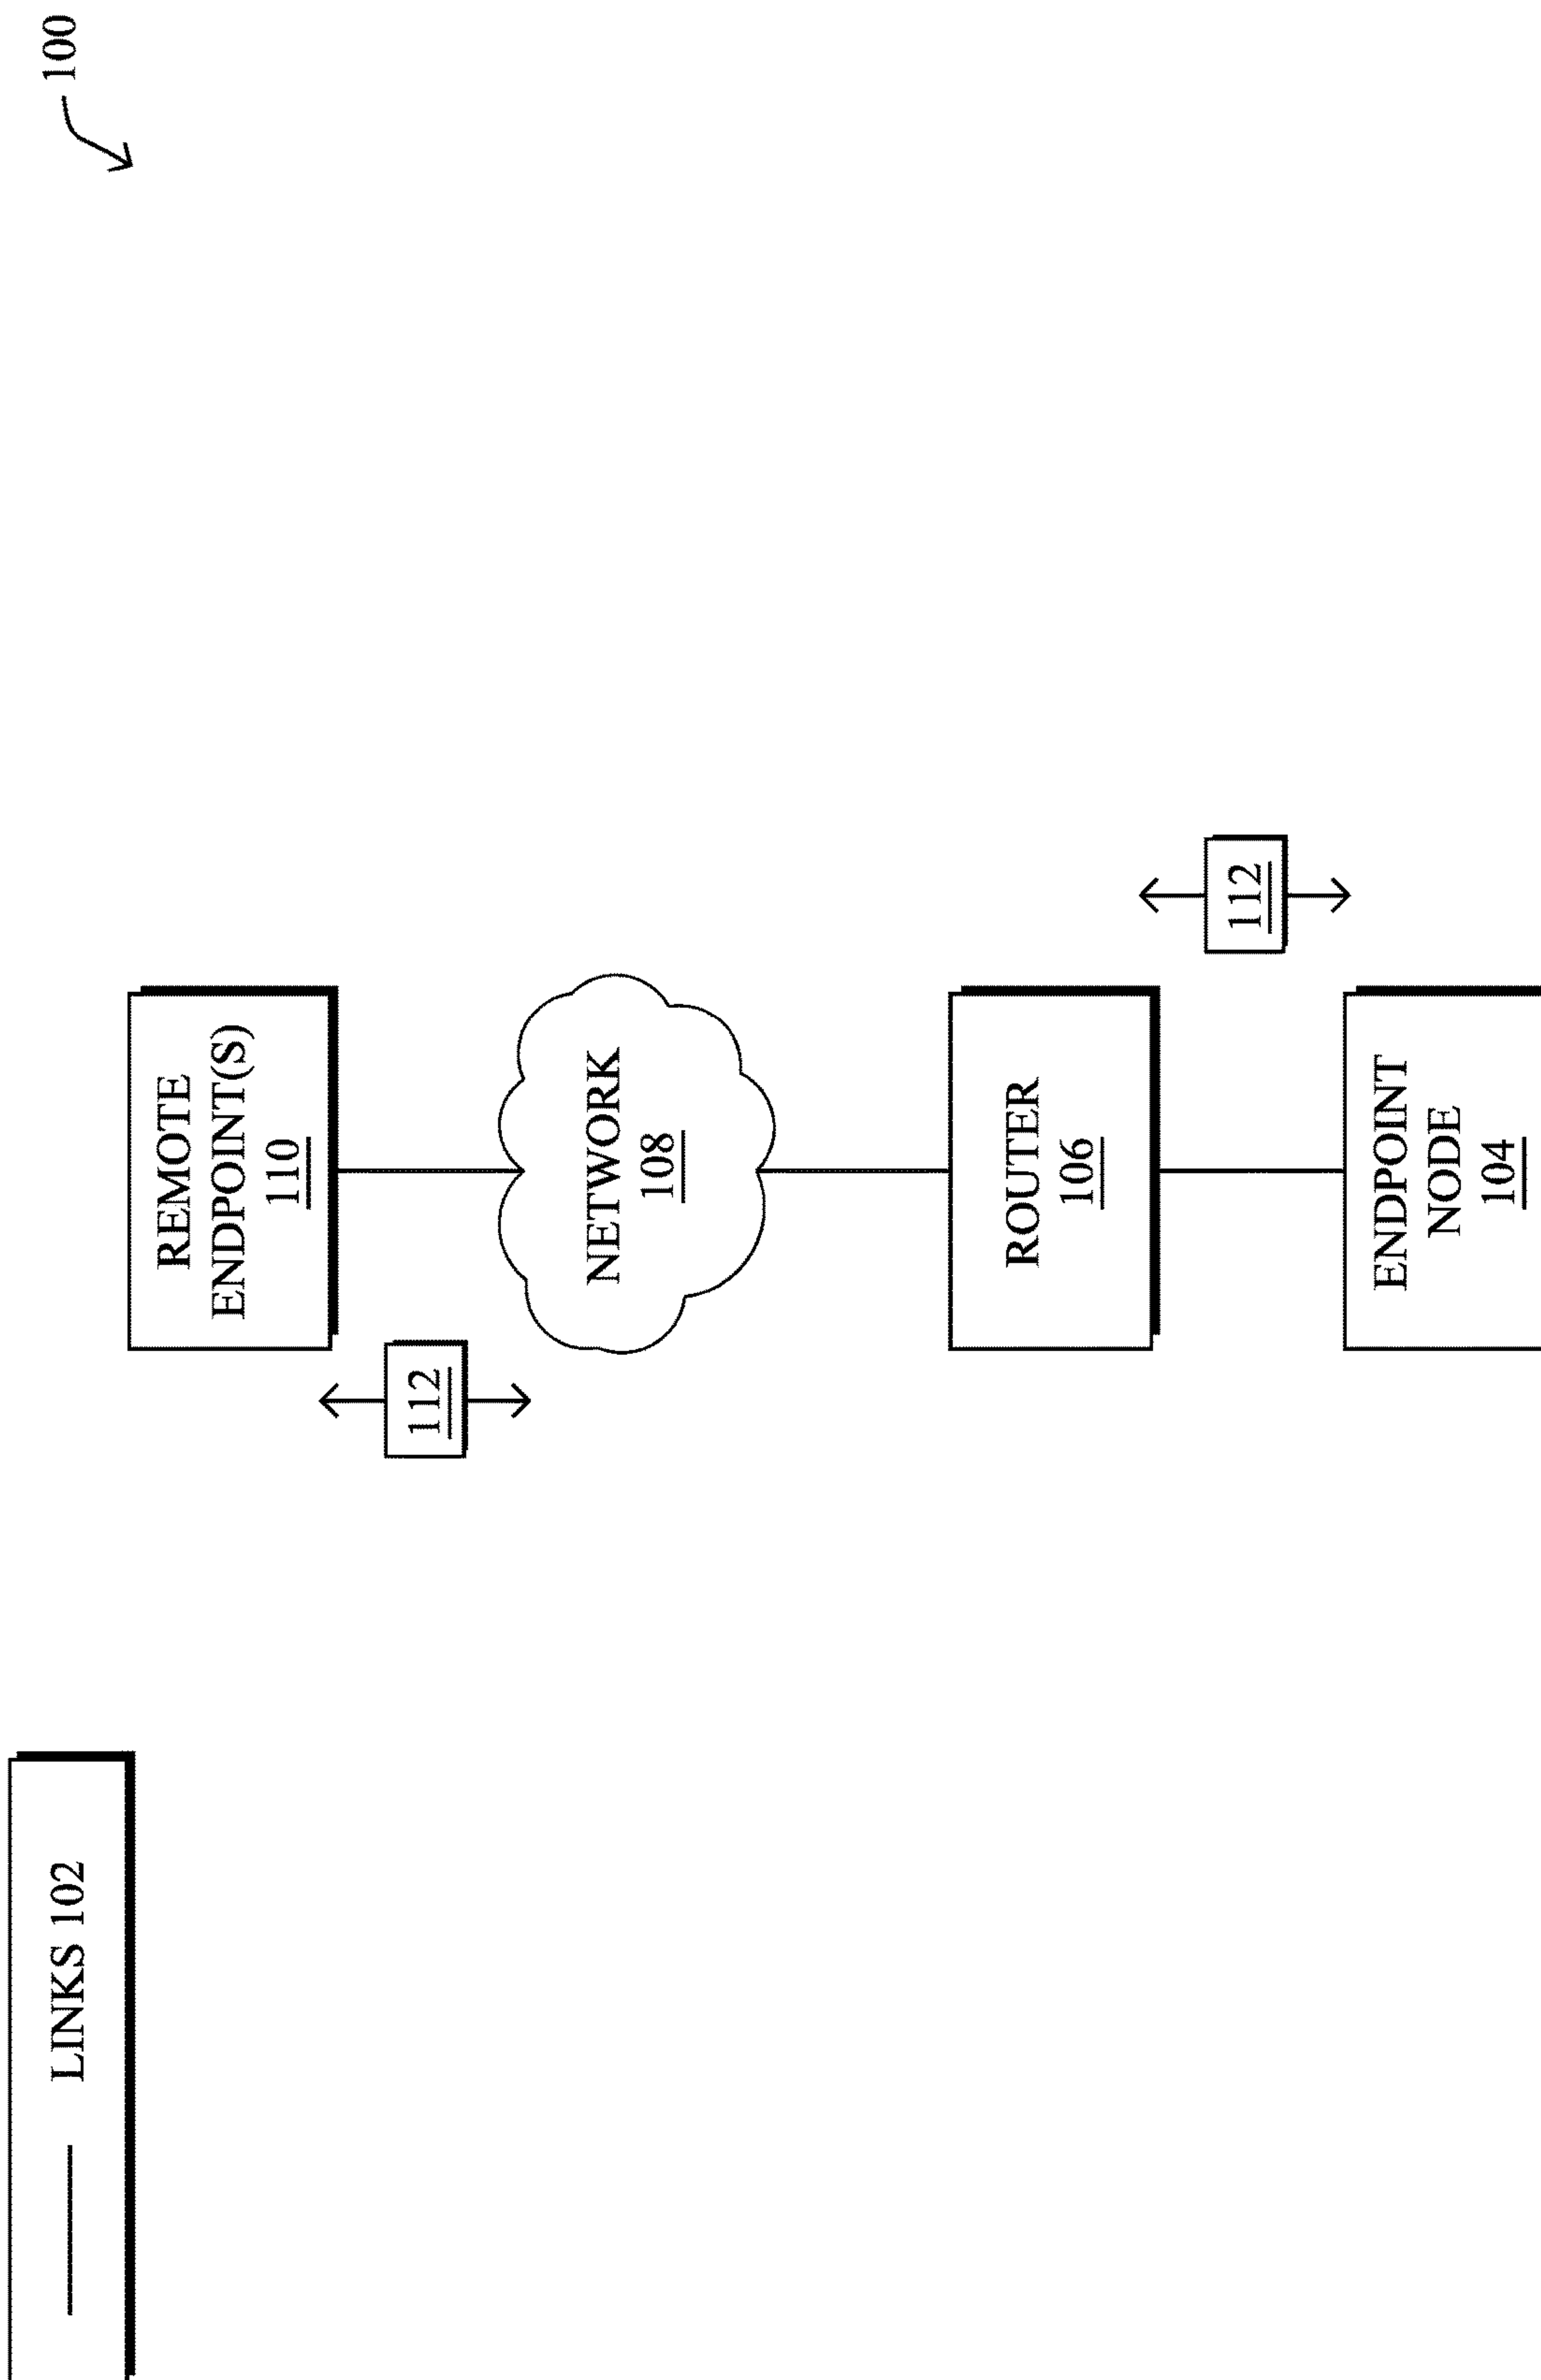 100
LINKS 102
REMOTE
ENDPOINT(S)
110
112
NETWORK
108
ROUTER
106
112
ENDPOINT
NODE
104